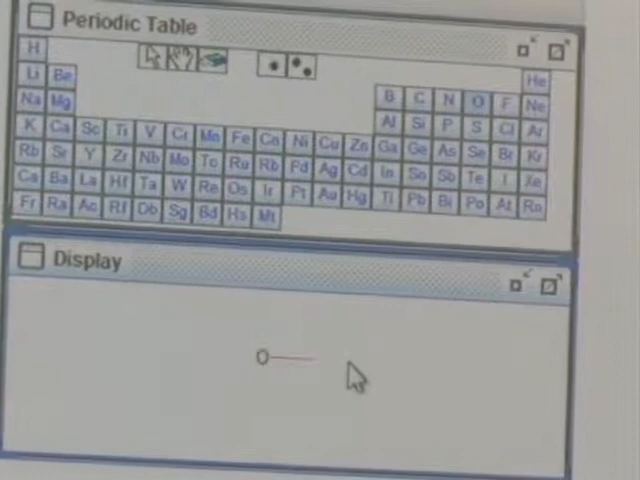 Periodic Table
H He
Li Be B C N O F Ne
Na Mg Al Si P S Cl Ar
K Ca Sc Ti V Cr Mn Fe Co Ni Cu Zn Ga Ge As Se Br Kr
Rb Sr Y Zr Nb Mo Tc Ru Rb Pd Ag Cd In Sn Sb Te I Xe
Ca Ba La Hf Ta W Re Os Ir Pt Au Hg Tl Pb Bi Po At Rn
Fr Ra Ac Rf Db Sg Bd Hs Mt
Display
O